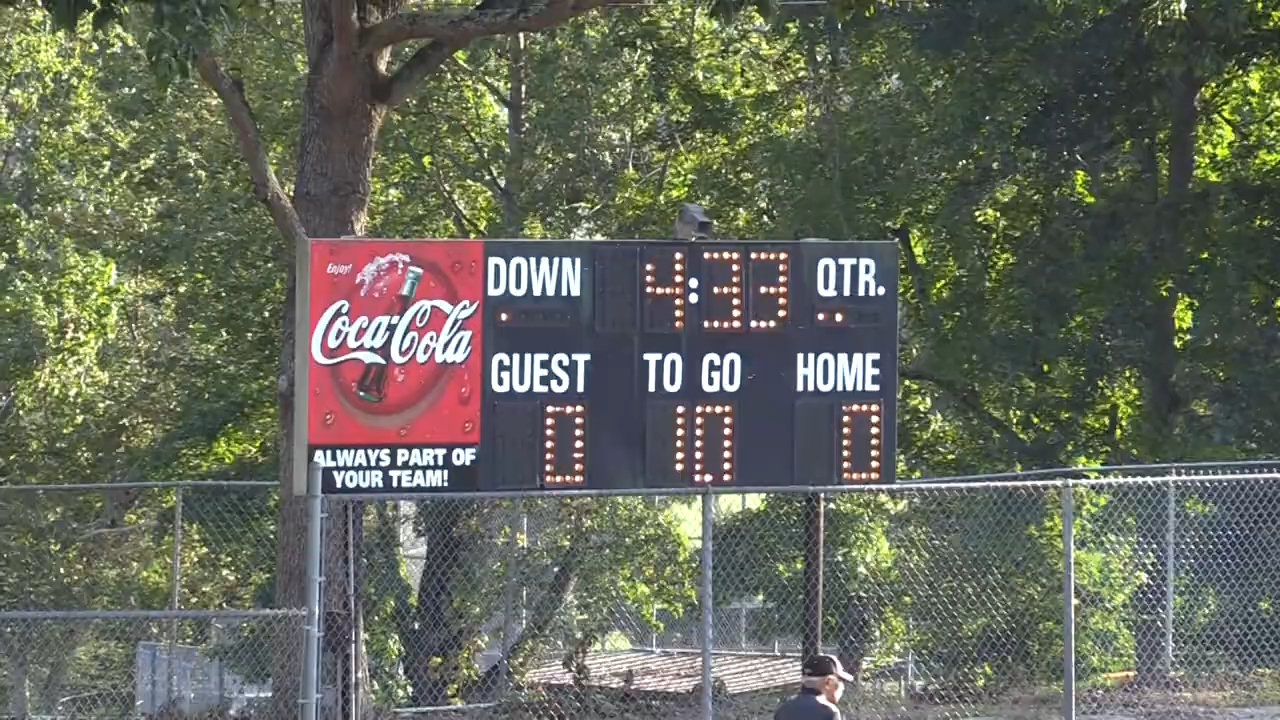 Enjoy!
Coca-Cola
ALWAYS PART OF
YOUR TEAM!
DOWN 4:33 QTR.
GUEST TO GO HOME
0 10 0